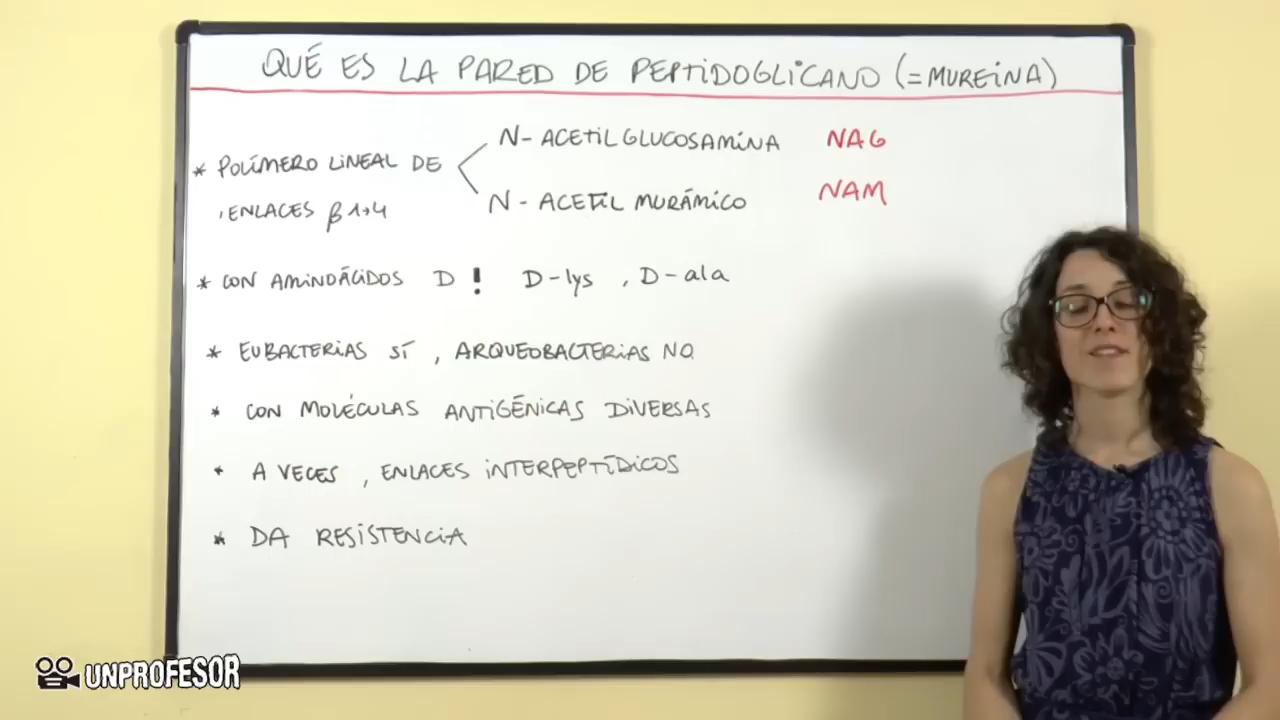 QUÉ ES LA PARED DE PEPTIDOGLICANO (=MUREINA)
* POLÍMERO LINEAL DE
N-ACETILGLUCOSAMINA NAG
N-ACETIL MURÁMICO NAM
, ENLACES β 1→4
* CON AMINOÁCIDOS D ! D-lys , D-ala
* EUBACTERIAS SÍ , ARQUEOBACTERIAS NO
* CON MOLÉCULAS ANTIGÉNICAS DIVERSAS
* A VECES , ENLACES INTERPEPTÍDICOS
* DA RESISTENCIA
UNPROFESOR